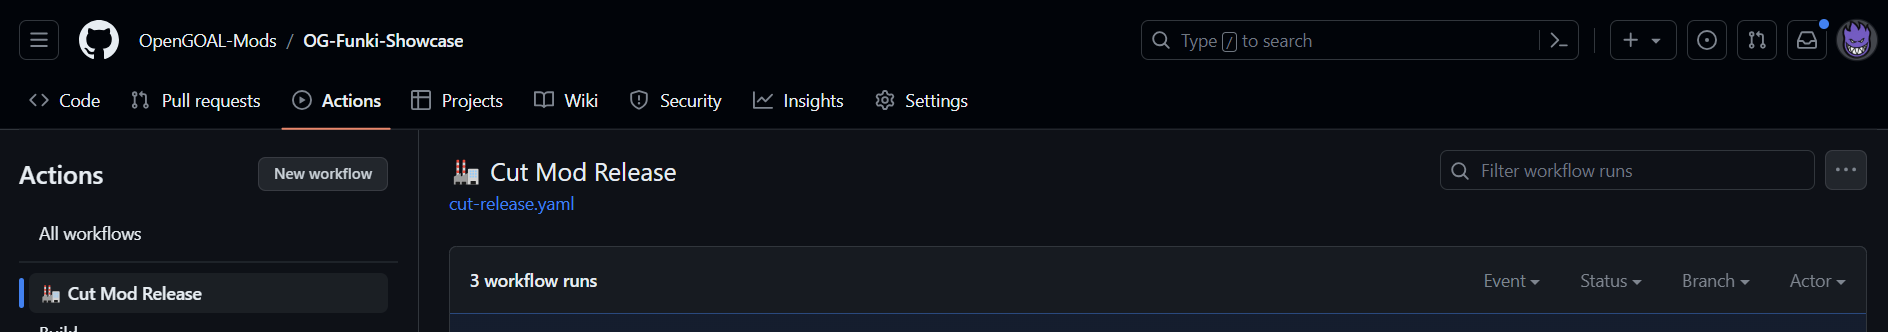 OpenGOAL-Mods / OG-Funki-Showcase
Type / to search
Code Pull requests Actions Projects Wiki Security Insights Settings
Actions
New workflow
All workflows
Cut Mod Release
Build
Cut Mod Release
cut-release.yaml
Filter workflow runs
3 workflow runs
Event Status Branch Actor